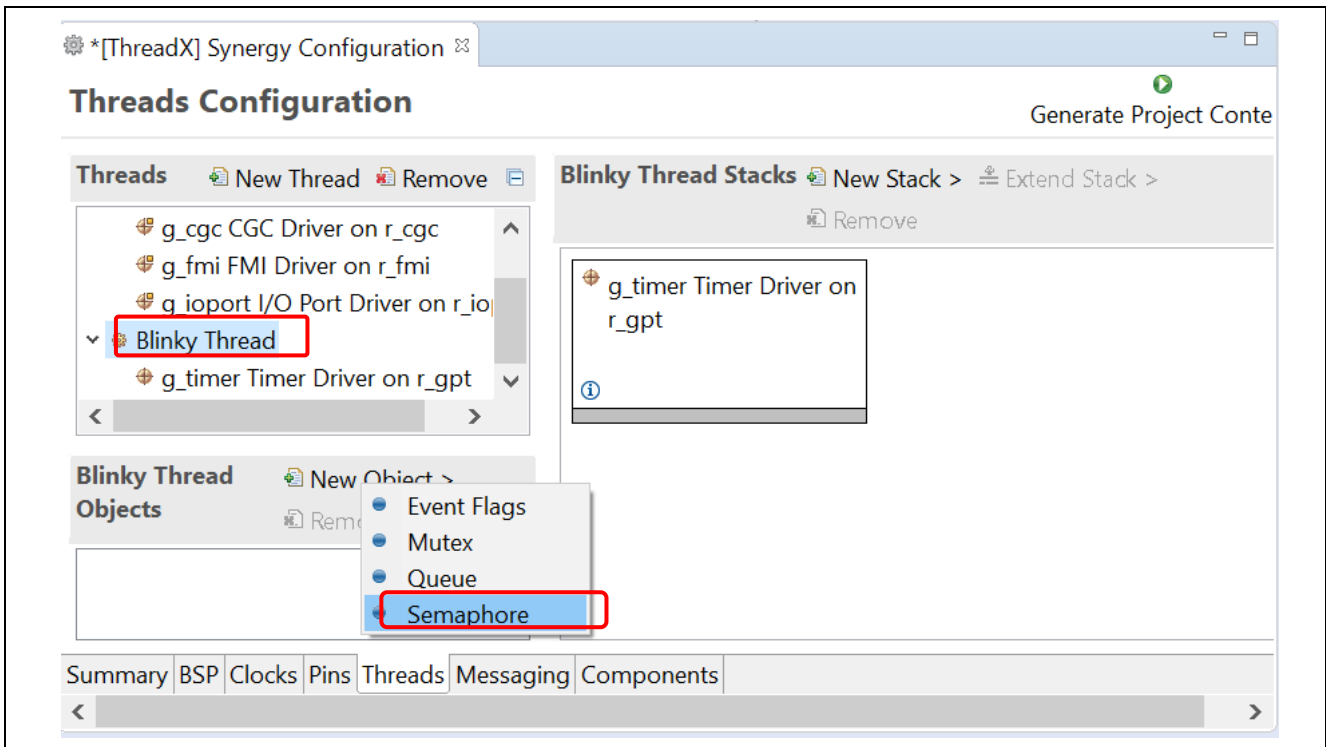 *[ThreadX] Synergy Configuration
Threads Configuration
Generate Project Conte
Threads New Thread Remove
g_cgc CGC Driver on r_cgc
g_fmi FMI Driver on r_fmi
g_ioport I/O Port Driver on r_io
Blinky Thread
g_timer Timer Driver on r_gpt
Blinky Thread Stacks New Stack > Extend Stack >
Remove
g_timer Timer Driver on
r_gpt
Blinky Thread
Objects
New Object >
Remo
Event Flags
Mutex
Queue
Semaphore
Summary BSP Clocks Pins Threads Messaging Components